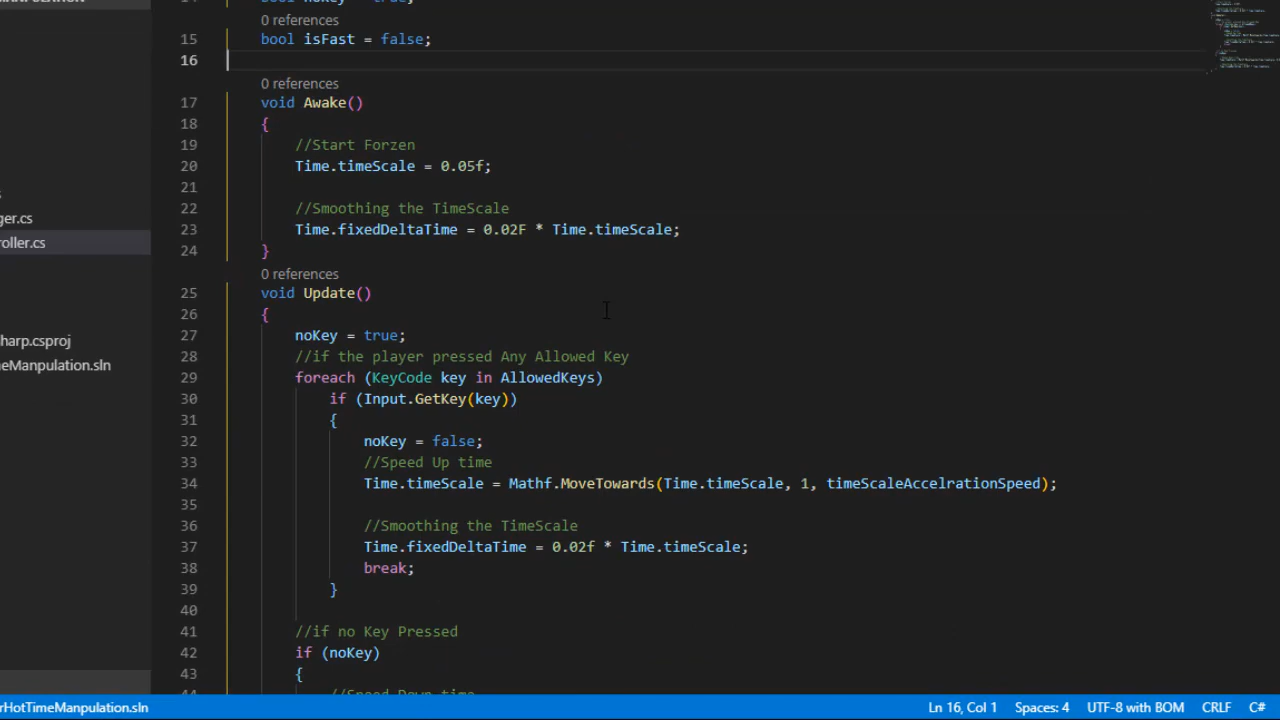 0 references
15 bool isFast = false;
16
0 references
17 void Awake()
18 {
19 //Start Forzen
20 Time.timeScale = 0.05f;
21
22 //Smoothing the TimeScale
23 Time.fixedDeltaTime = 0.02F * Time.timeScale;
24 }
0 references
25 void Update()
26 {
27 noKey = true;
28 //if the player pressed Any Allowed Key
29 foreach (KeyCode key in AllowedKeys)
30 if (Input.GetKey(key))
31 {
32 noKey = false;
33 //Speed Up time
34 Time.timeScale = Mathf.MoveTowards(Time.timeScale, 1, timeScaleAccelrationSpeed);
35
36 //Smoothing the TimeScale
37 Time.fixedDeltaTime = 0.02f * Time.timeScale;
38 break;
39 }
40
41 //if no Key Pressed
42 if (noKey)
43 {
ger.cs
oller.cs
harp.csproj
meManpulation.sln
rHotTimeManpulation.sln Ln 16, Col 1 Spaces: 4 UTF-8 with BOM CRLF C#